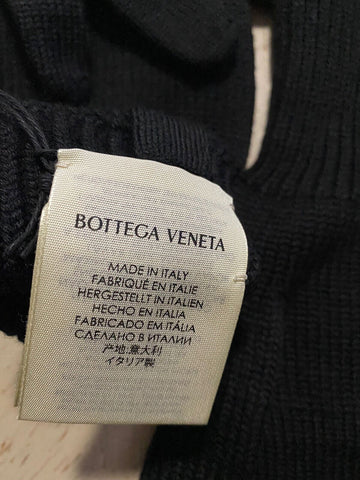 BOTTEGA VENETA
MADE IN ITALY
FABRIQUÉ EN ITALIE
HERGESTELLT IN ITALIEN
HECHO EN ITALIA
FABRICADO EM ITÁLIA
СДЕЛАНО В ИТАЛИИ
产地:意大利
イタリア製